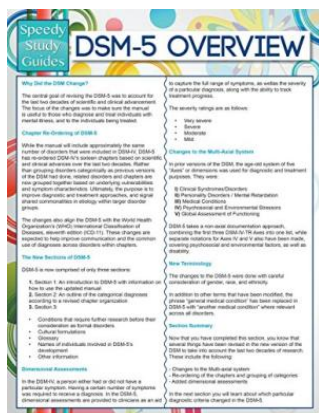 Speedy
Study
Guides
DSM-5 OVERVIEW
Why Did the DSM Change?
The central goal of revising the DSM was to account for
the last two decades of scientific and clinical advancement.
The focus of the changes was to make sure the manual
is useful to those who diagnose and treat individuals with
mental illness, and to the individuals being treated.
Chapter Re-Ordering of DSM-5
While the manual will include approximately the same
number of disorders that were included in DSM-IV, DSM-5
has re-ordered DSM-IV's sixteen chapters based on scientific
and clinical advances over the last two decades. Rather
than grouping disorders categorically as previous versions
of the DSM had done, related disorders and chapters are
now grouped together based on underlying vulnerabilities
and symptom characteristics. Ultimately, the purpose is to
improve diagnostic and treatment approaches, and signal
shared commonalities in etiology within larger disorder
groups.
The changes also align the DSM-5 with the World Health
Organization's (WHO) International Classification of
Diseases, eleventh edition (ICD-11). These changes are
expected to help improve communication and the common
use of diagnoses across disorders within chapters.
The New Sections of DSM-5
DSM-5 is now comprised of only three sections:
1. Section 1: An introduction to DSM-5 with information on
how to use the updated manual
2. Section 2: An outline of the categorical diagnoses
according to a revised chapter organization
3. Section 3:
• Conditions that require further research before their
consideration as formal disorders
• Cultural formulations
• Glossary
• Names of individuals involved in DSM-5's
development
• Other information
Dimensional Assessments
In the DSM-IV, a person either had or did not have a
particular symptom. Having a certain number of symptoms
was required to receive a diagnosis. In the DSM-5,
dimensional assessments are provided to clinicians as an aid
to capture the full range of symptoms, as well as the severity
of a particular diagnosis, along with the ability to track
treatment progress.
The severity ratings are as follows:
• Very severe
• Severe
• Moderate
• Mild
Changes to the Multi-Axial System
In prior versions of the DSM, the age-old system of five
"Axes" or dimensions was used for diagnostic and treatment
purposes. They were:
I) Clinical Syndromes/Disorders
II) Personality Disorders / Mental Retardation
III) Medical Conditions
IV) Psychosocial and Environmental Stressors
V) Global Assessment of Functioning
DSM-5 takes a non-axial documentation approach,
combining the first three DSM-IV-TR Axes into one list, while
separate notations for Axes IV and V also have been made,
covering psychosocial and environmental factors, as well as
disability.
New Terminology
The changes to the DSM-5 were done with careful
consideration of gender, race, and ethnicity.
In addition to other terms that have been modified, the
phrase "general medical condition" has been replaced in
DSM-5 with "another medical condition" where relevant
across all disorders.
Section Summary
Now that you have completed this section, you know that
several things have been revised in the new version of the
DSM to take into account the last two decades of research.
These include the following:
- Changes to the Multi-axial system
- Re-ordering of the chapters and grouping of categories
- Added dimensional assessments
In the next section you will learn about which particular
diagnostic criteria changed in the DSM-5.